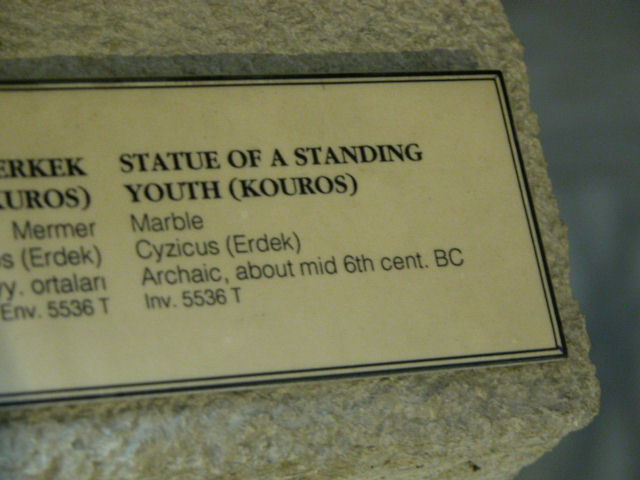 ERKEK
KUROS)
Mermer
(Erdek)
yy. ortaları
Env. 5536 T
STATUE OF A STANDING
YOUTH (KOUROS)
Marble
Cyzicus (Erdek)
Archaic, about mid 6th cent. BC
Inv. 5536 T